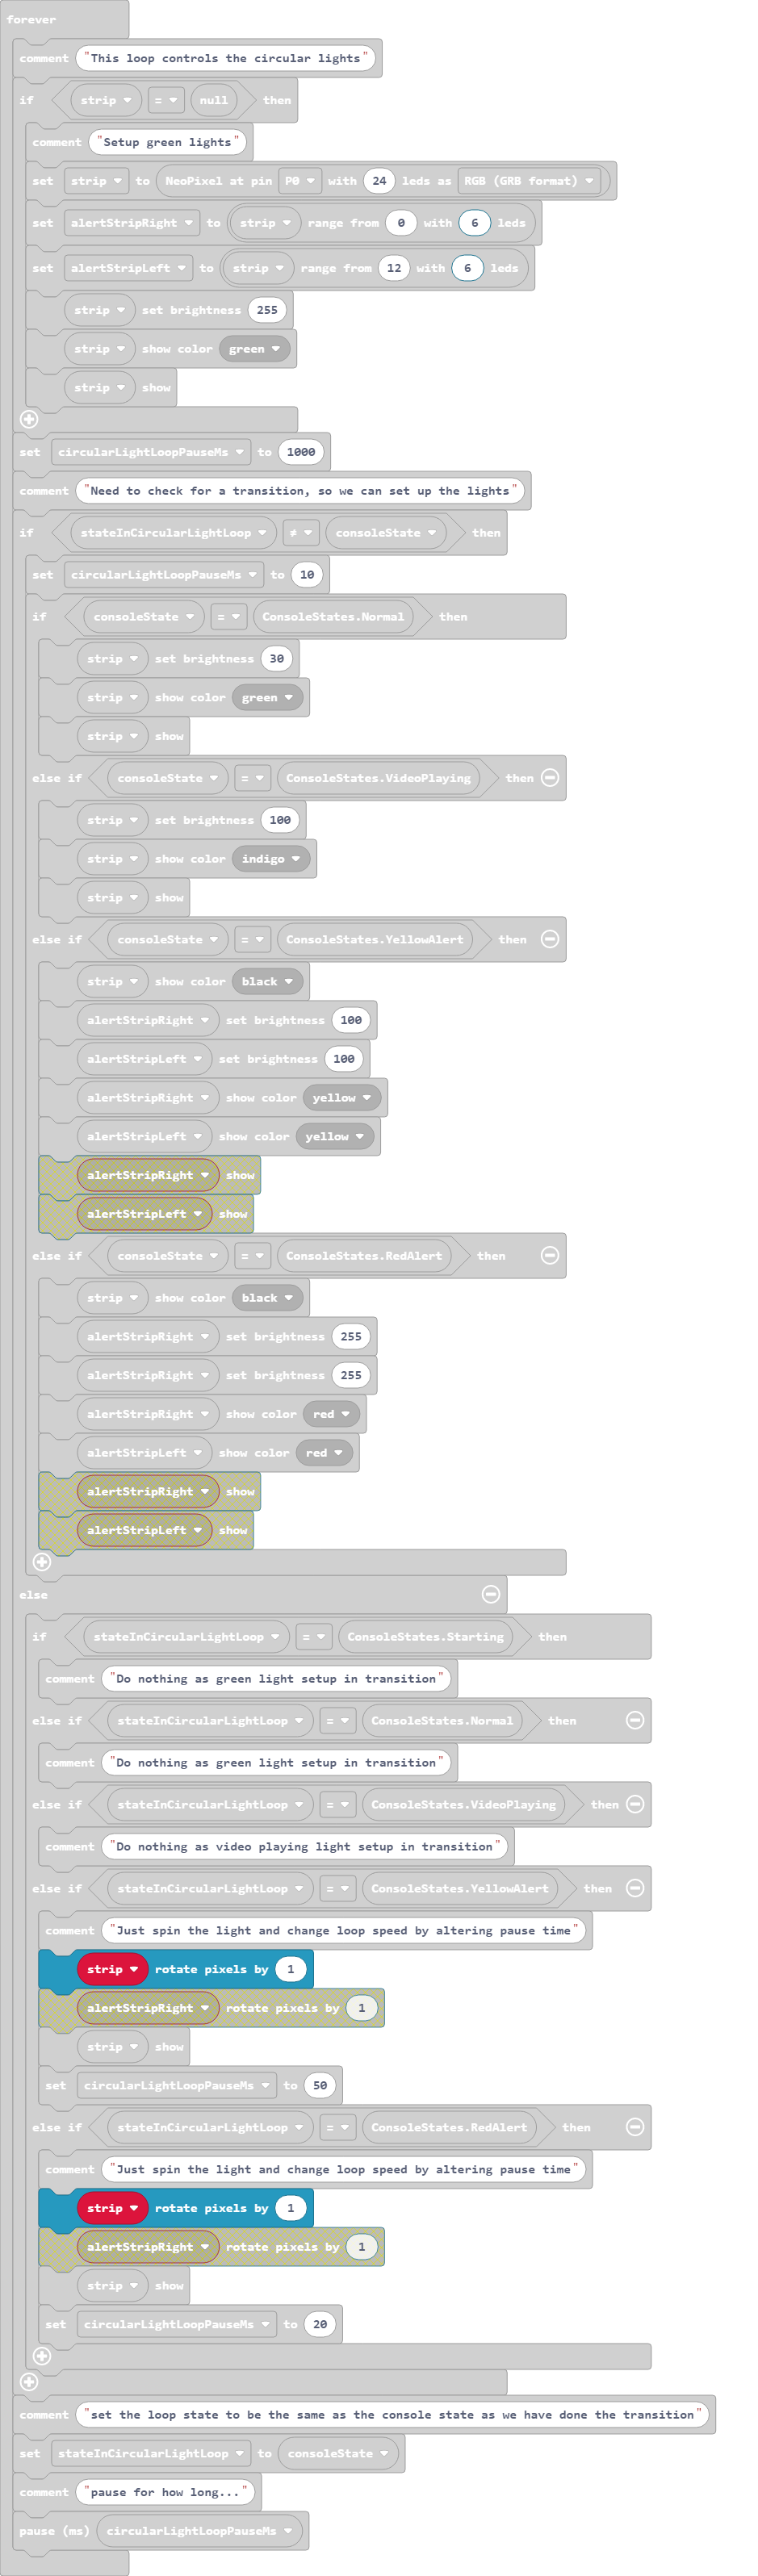 forever
comment "This loop controls the circular lights"
if strip = null then
comment "Setup green lights"
set strip to NeoPixel at pin P0 with 24 leds as RGB (GRB format)
set alertStripRight to strip range from 0 with 6 leds
set alertStripLeft to strip range from 12 with 6 leds
strip set brightness 255
strip show color green
strip show
set circularLightLoopPauseMs to 1000
comment "Need to check for a transition, so we can set up the lights"
if stateInCircularLightLoop ≠ consoleState then
set circularLightLoopPauseMs to 10
if consoleState = ConsoleStates.Normal then
strip set brightness 30
strip show color green
strip show
else if consoleState = ConsoleStates.VideoPlaying then
strip set brightness 100
strip show color indigo
strip show
else if consoleState = ConsoleStates.YellowAlert then
strip show color black
alertStripRight set brightness 100
alertStripLeft set brightness 100
alertStripRight show color yellow
alertStripLeft show color yellow
alertStripRight show
alertStripLeft show
else if consoleState = ConsoleStates.RedAlert then
strip show color black
alertStripRight set brightness 255
alertStripRight set brightness 255
alertStripRight show color red
alertStripLeft show color red
alertStripRight show
alertStripLeft show
else
if stateInCircularLightLoop = ConsoleStates.Starting then
comment "Do nothing as green light setup in transition"
else if stateInCircularLightLoop = ConsoleStates.Normal then
comment "Do nothing as green light setup in transition"
else if stateInCircularLightLoop = ConsoleStates.VideoPlaying then
comment "Do nothing as video playing light setup in transition"
else if stateInCircularLightLoop = ConsoleStates.YellowAlert then
comment "Just spin the light and change loop speed by altering pause time"
strip rotate pixels by 1
alertStripRight rotate pixels by 1
strip show
set circularLightLoopPauseMs to 50
else if stateInCircularLightLoop = ConsoleStates.RedAlert then
comment "Just spin the light and change loop speed by altering pause time"
strip rotate pixels by 1
alertStripRight rotate pixels by 1
strip show
set circularLightLoopPauseMs to 20
comment "set the loop state to be the same as the console state as we have done the transition"
set stateInCircularLightLoop to consoleState
comment "pause for how long..."
pause (ms) circularLightLoopPauseMs